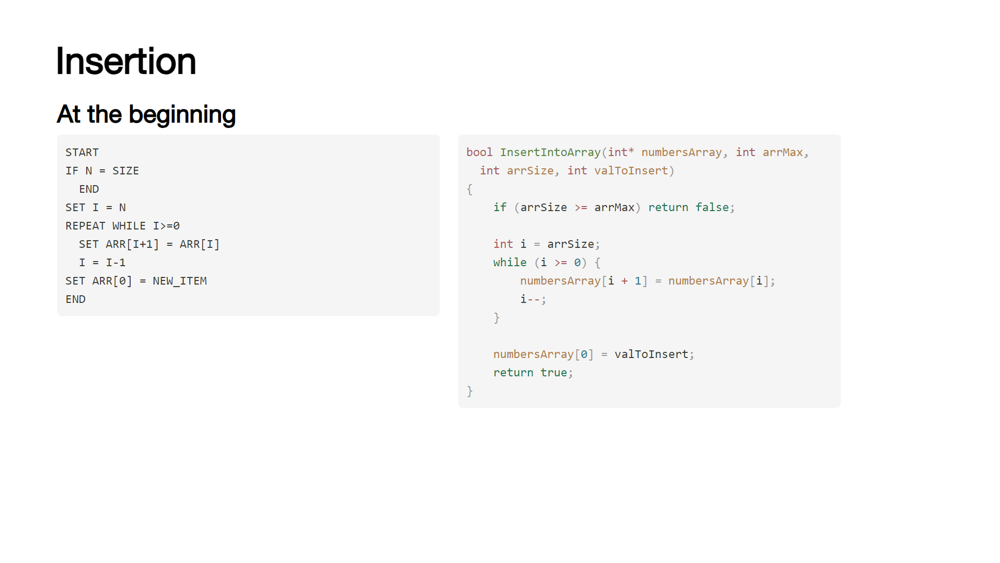 Insertion
At the beginning
START
IF N = SIZE
  END
SET I = N
REPEAT WHILE I>=0
  SET ARR[I+1] = ARR[I]
  I = I-1
SET ARR[0] = NEW_ITEM
END
bool InsertIntoArray(int* numbersArray, int arrMax,
  int arrSize, int valToInsert)
{
    if (arrSize >= arrMax) return false;

    int i = arrSize;
    while (i >= 0) {
        numbersArray[i + 1] = numbersArray[i];
        i--;
    }

    numbersArray[0] = valToInsert;
    return true;
}